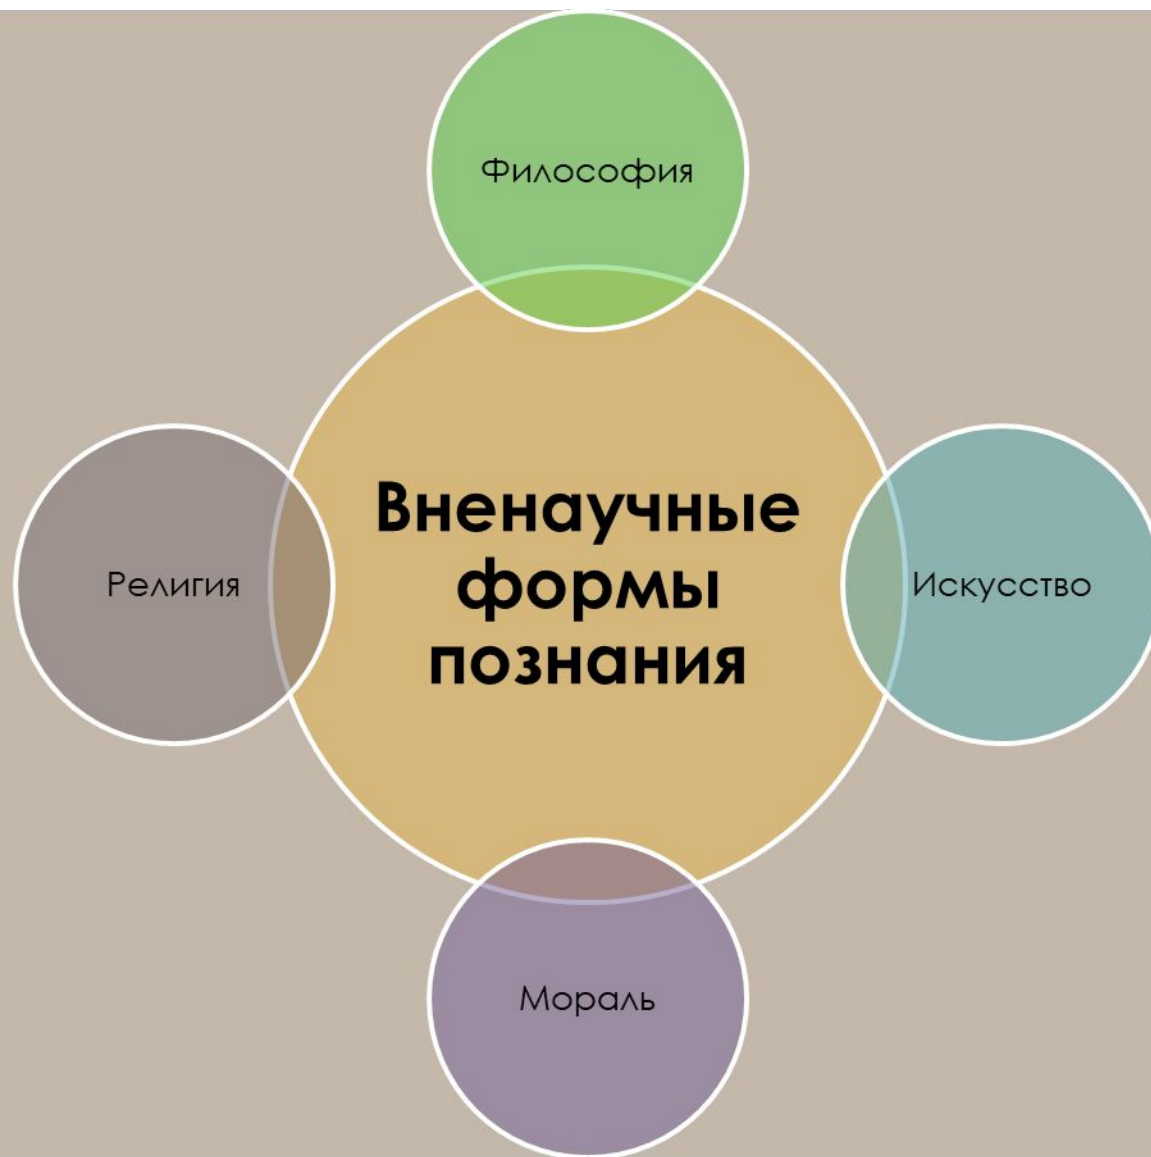 Философия
Религия
Вненаучные
формы
познания
Искусство
Мораль